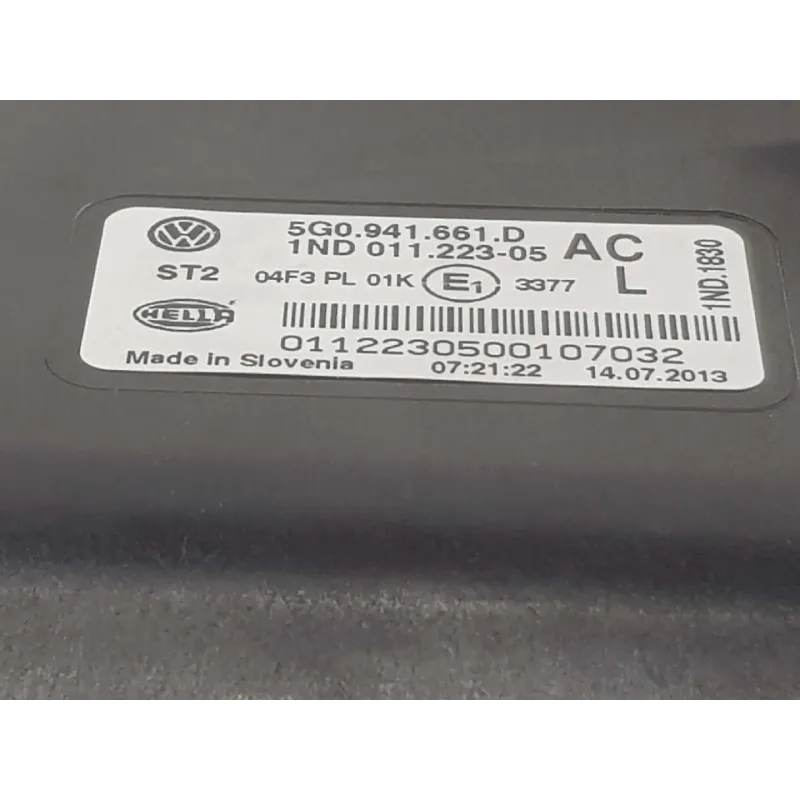 5G0.941.661.D
1ND 011.223-05 AC
ST2 04F3 PL 01K E1 3377 L
1ND.1830
HELLA
0112230500107032
Made in Slovenia 07:21:22 14.07.2013